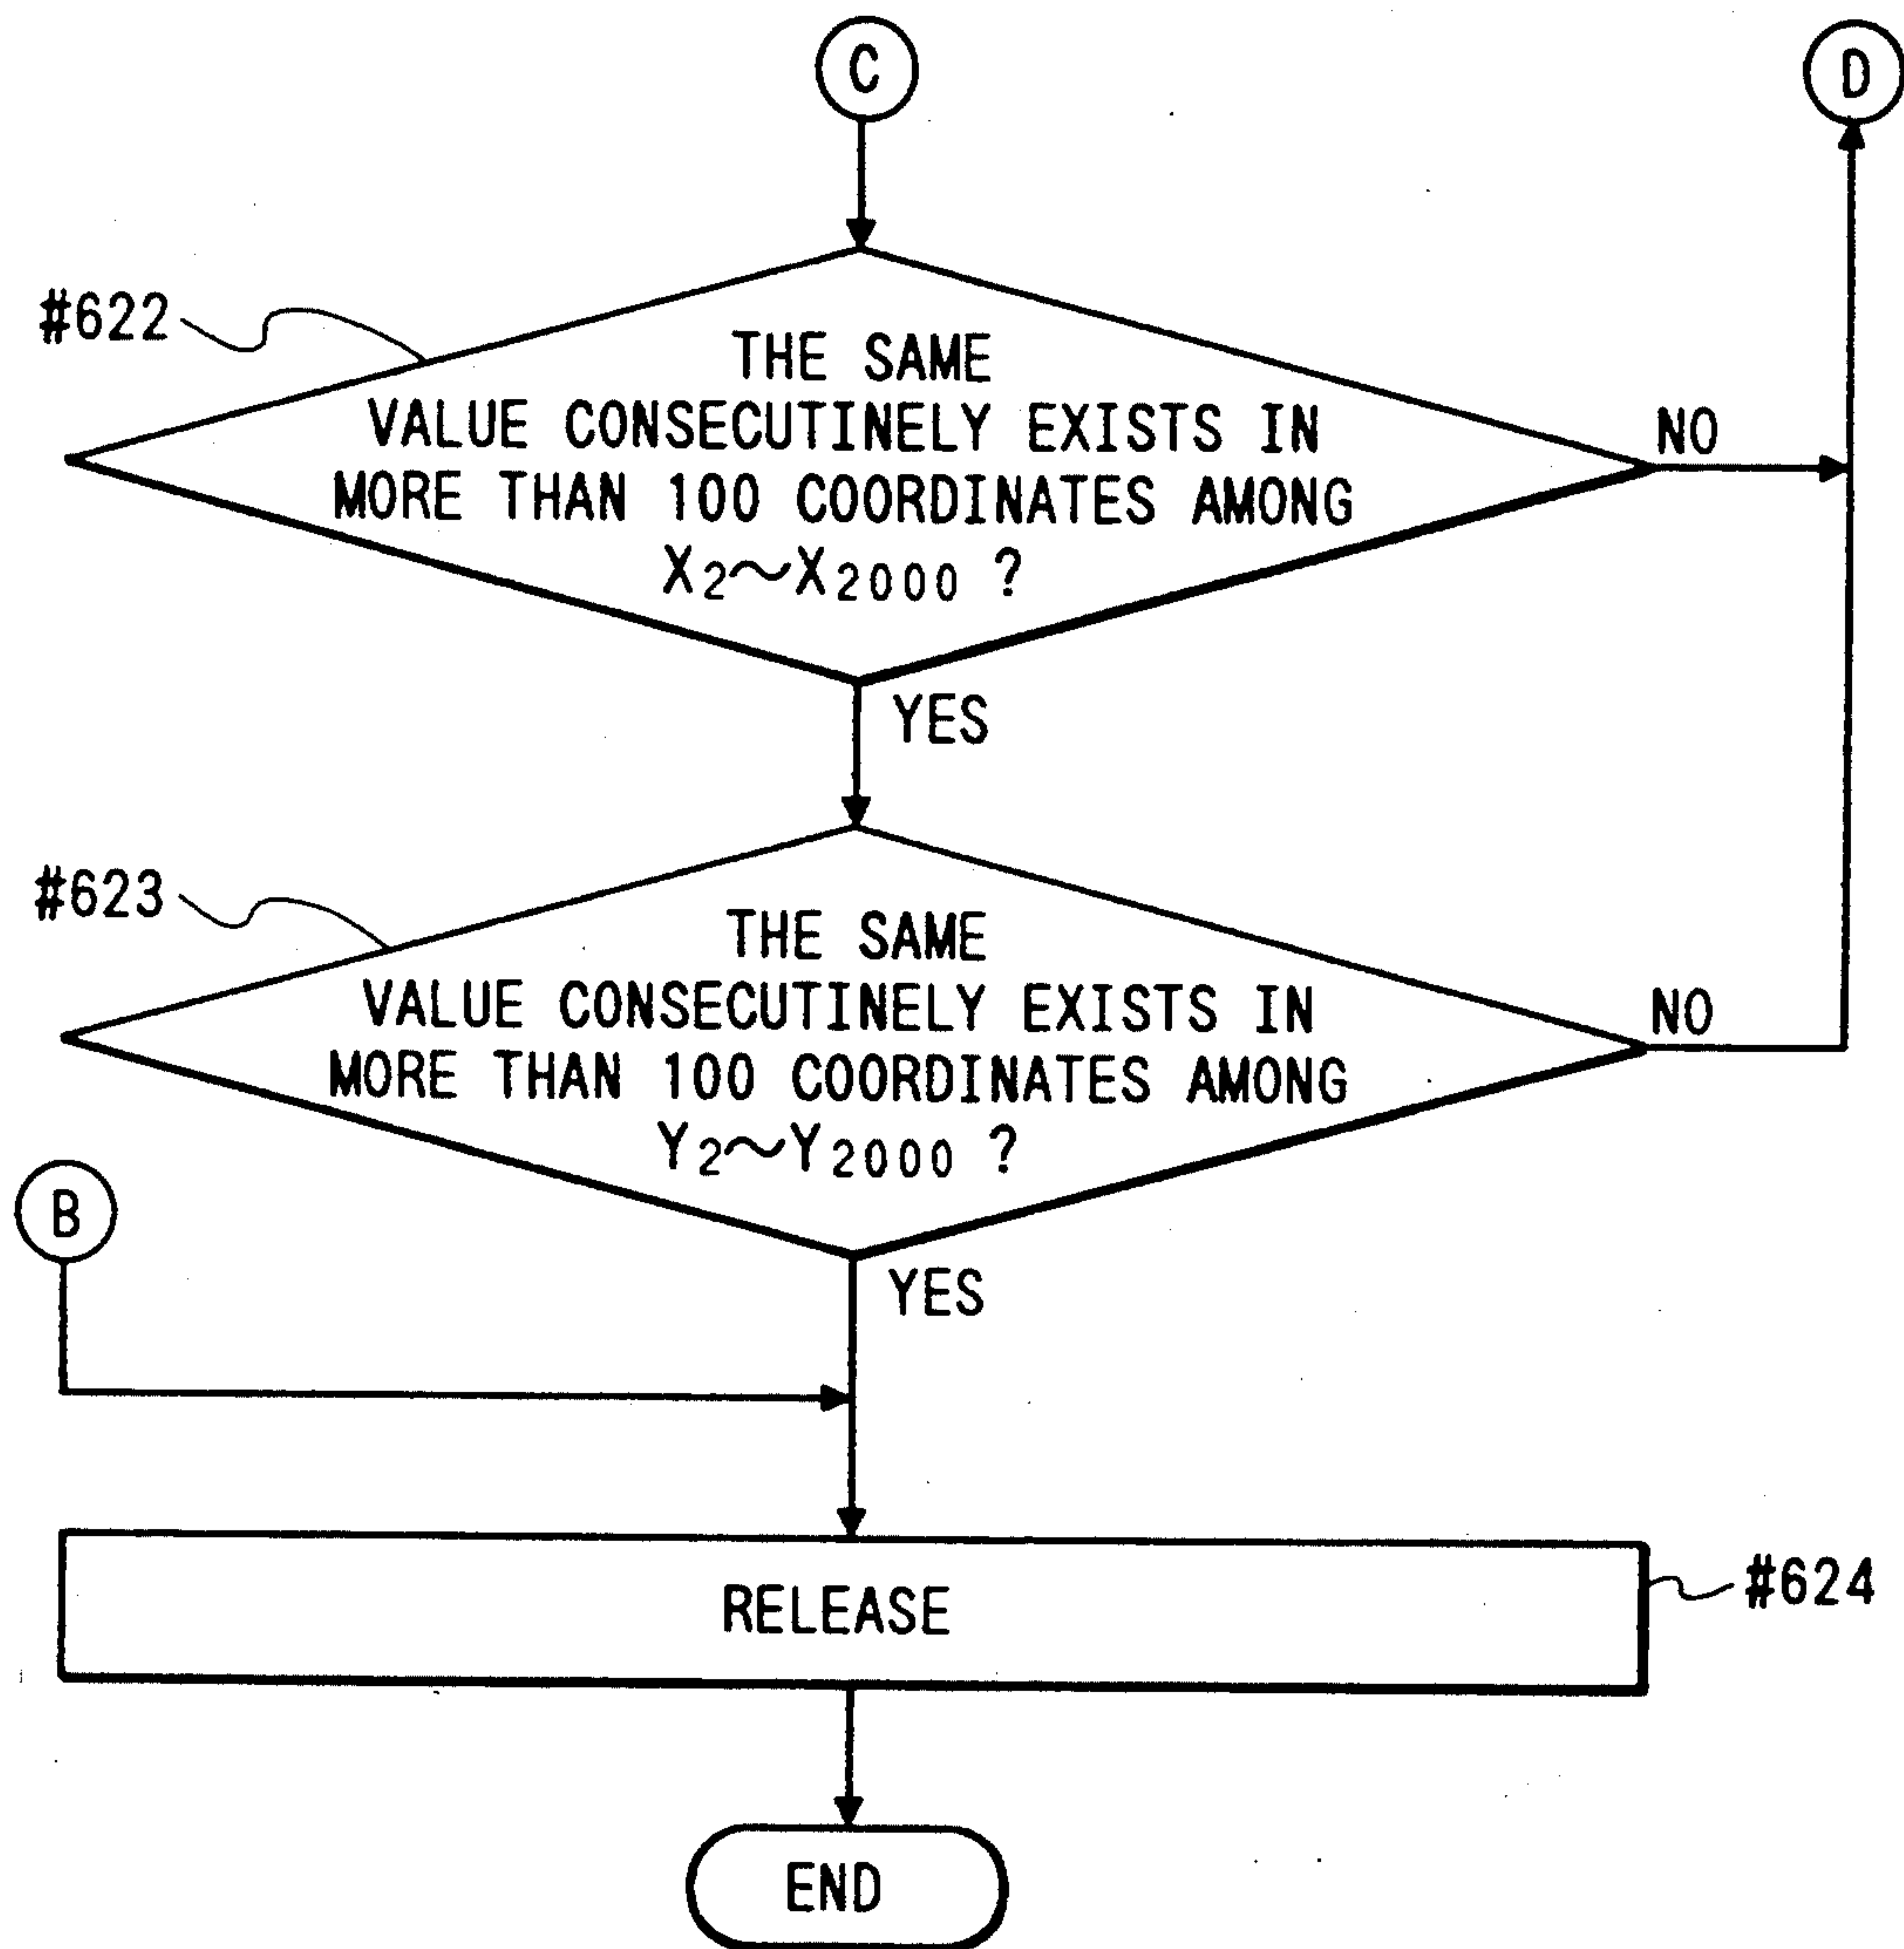 C
D
#622
THE SAME
VALUE CONSECUTINELY EXISTS IN
MORE THAN 100 COORDINATES AMONG
X₂~X₂₀₀₀ ?
NO
YES
#623
THE SAME
VALUE CONSECUTINELY EXISTS IN
MORE THAN 100 COORDINATES AMONG
Y₂~Y₂₀₀₀ ?
NO
B
YES
RELEASE
#624
END